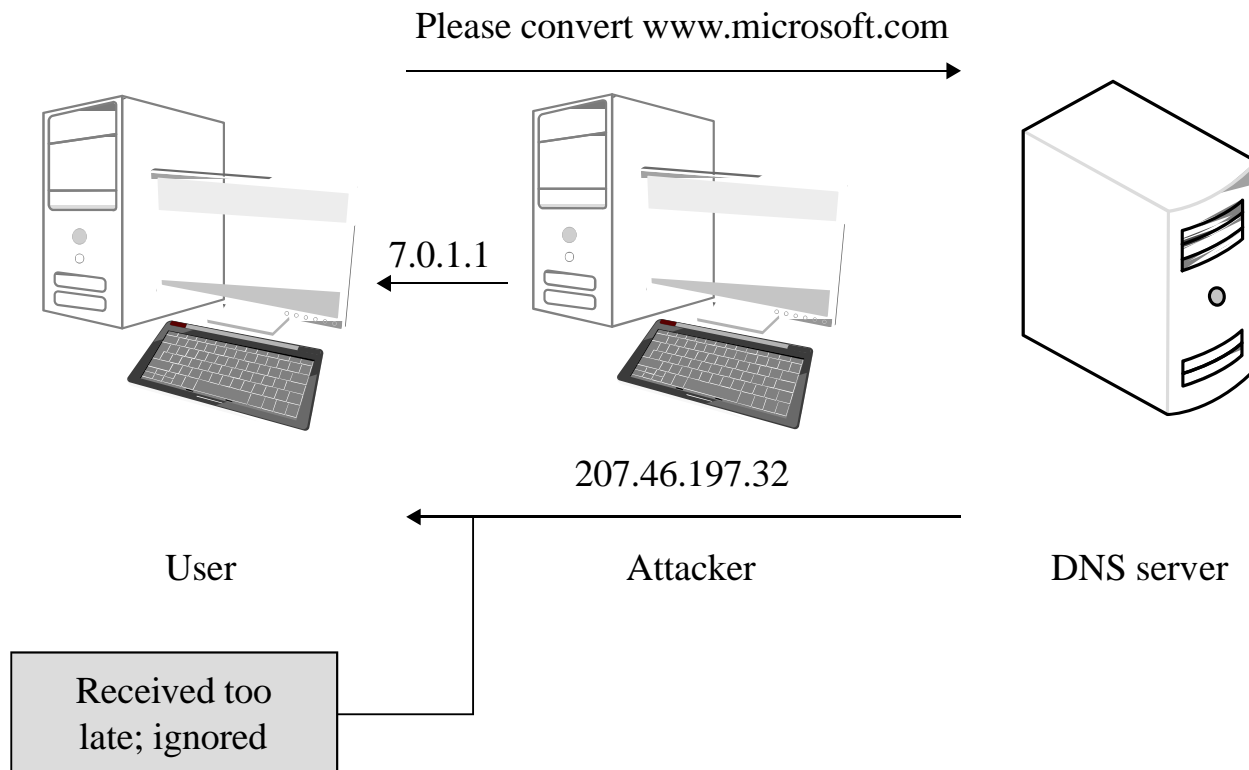 Please convert www.microsoft.com
7.0.1.1
207.46.197.32
User
Attacker
DNS server
Received too
late; ignored